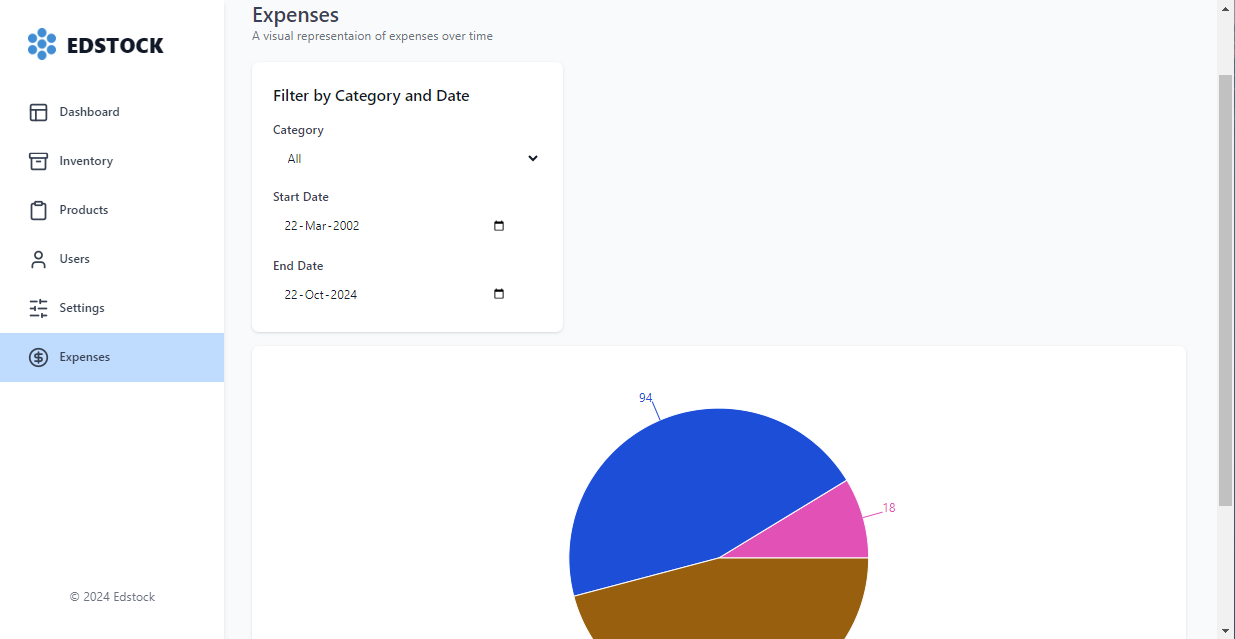 EDSTOCK
Dashboard
Inventory
Products
Users
Settings
Expenses
© 2024 Edstock
Expenses
A visual representaion of expenses over time
Filter by Category and Date
Category
All
Start Date
22-Mar-2002
End Date
22-Oct-2024
94
18